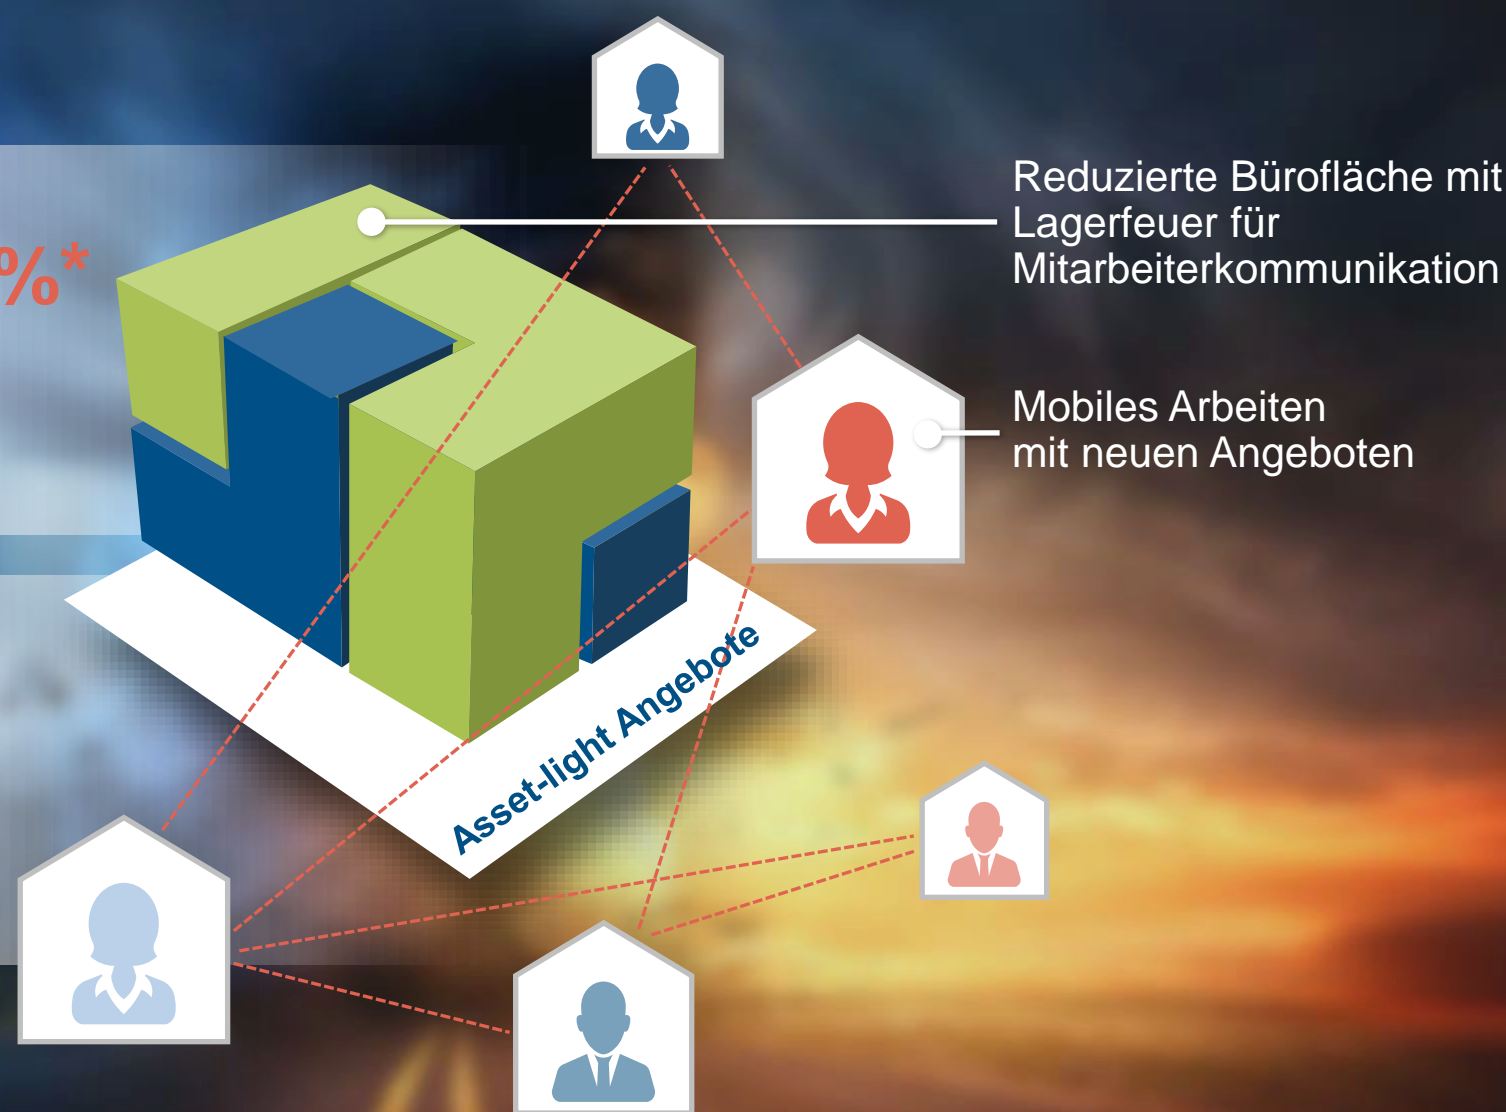 %*
Reduzierte Bürofläche mit
Lagerfeuer für
Mitarbeiterkommunikation
Mobiles Arbeiten
mit neuen Angeboten
Asset-light Angebote